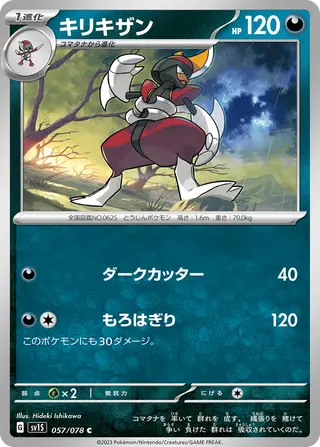 1進化 キリキザン HP 120
コマタナから進化
全国図鑑NO.0625 とうじんポケモン 高さ:1.6m 重さ:70.0kg
ダークカッター 40
もろはぎり 120
このポケモンにも30ダメージ。
弱点 ×2 抵抗力 にげる
Illus. Hideki Ishikawa
G sv1S 057/078 C
コマタナを率いて群れを成す。縄張りを賭けて
争い負けた群れは吸収されるのだ。
©2023 Pokémon/Nintendo/Creatures/GAME FREAK.